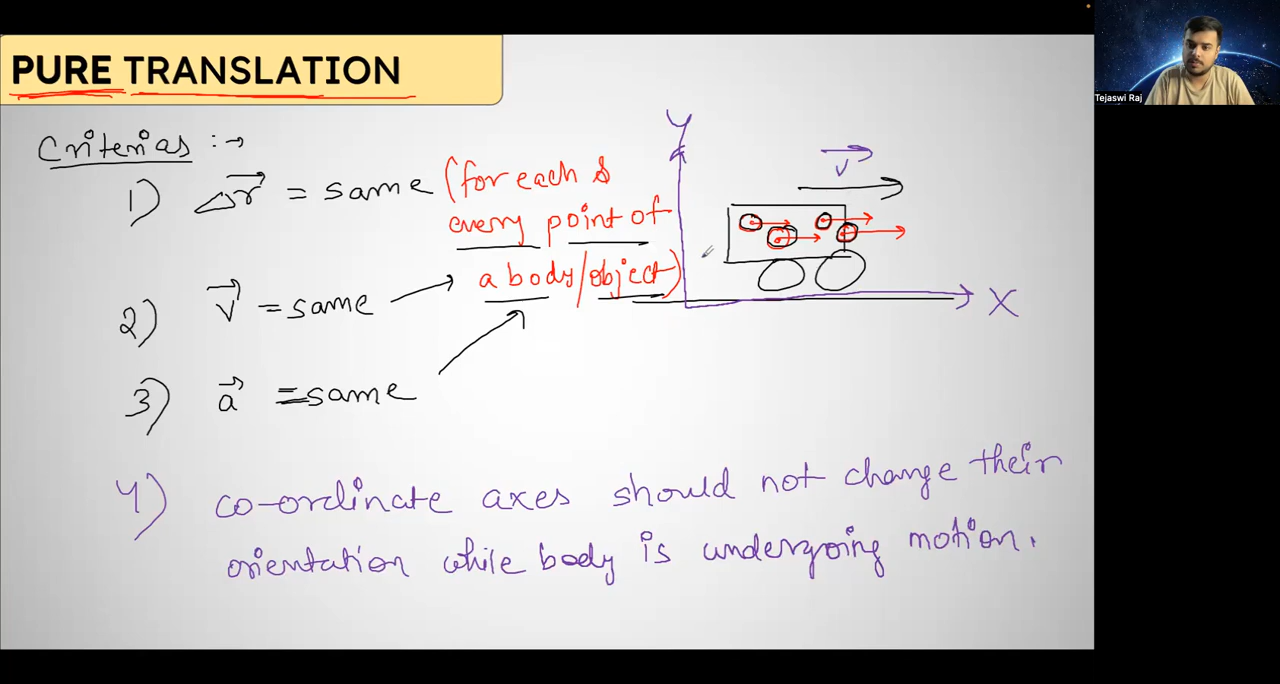 PURE TRANSLATION
Tejaswi Raj
Criterias :→
1) Δr⃗ = same (for each &
every point of
a body/object)
2) v⃗ = same
3) a⃗ = same
4) co-ordinate axes should not change their
orientation while body is undergoing motion.
Y
v⃗
X